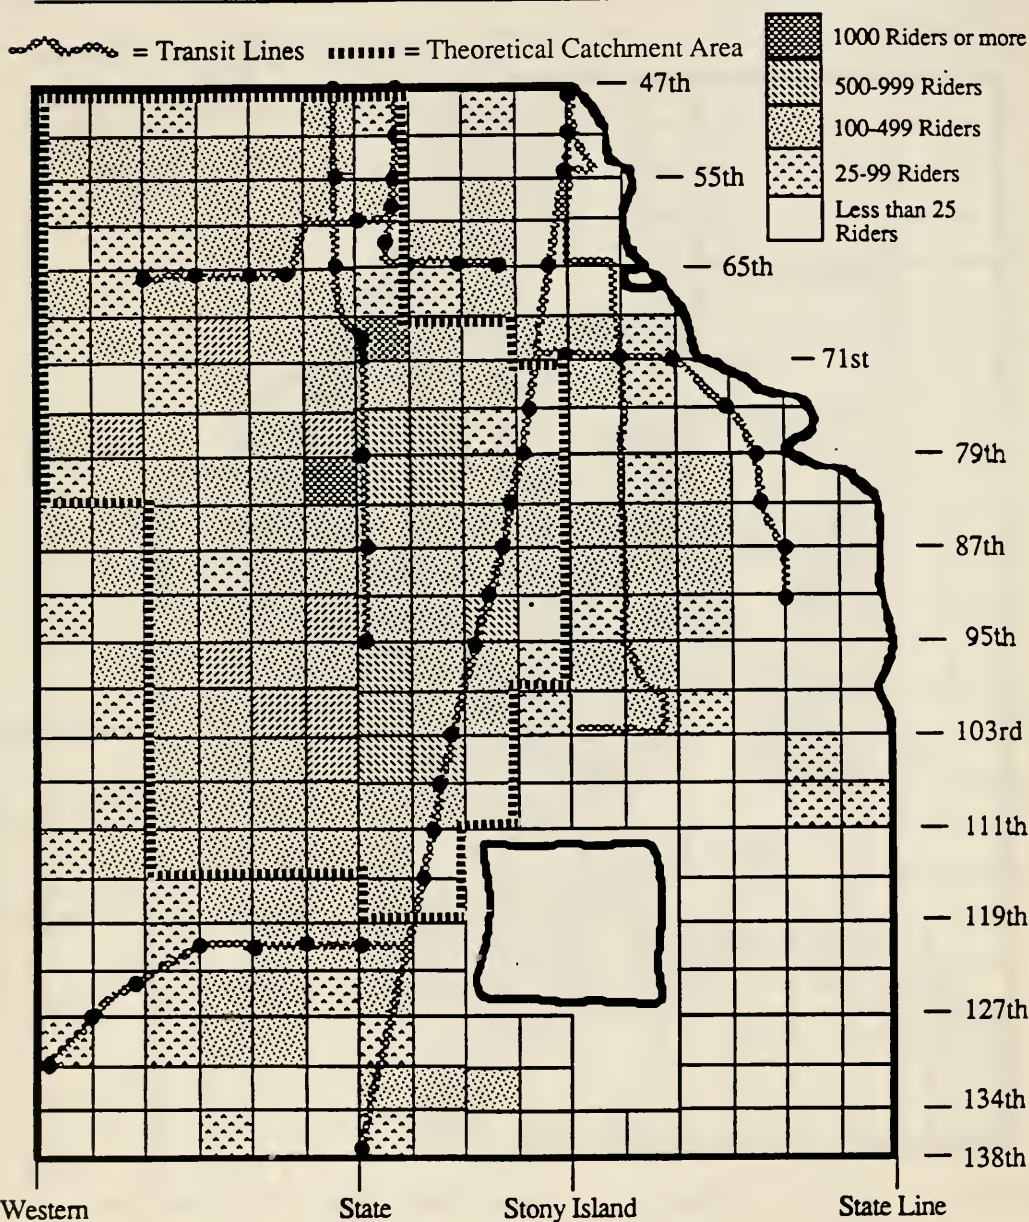 = Transit Lines
= Theoretical Catchment Area
1000 Riders or more
500-999 Riders
100-499 Riders
25-99 Riders
Less than 25
Riders
47th
55th
65th
71st
79th
87th
95th
103rd
111th
119th
127th
134th
138th
Western
State
Stony Island
State Line